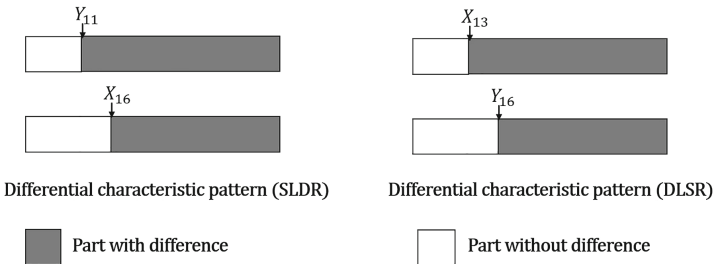 Y11
X16
Differential characteristic pattern (SLDR)
X13
Y16
Differential characteristic pattern (DLSR)
Part with difference
Part without difference